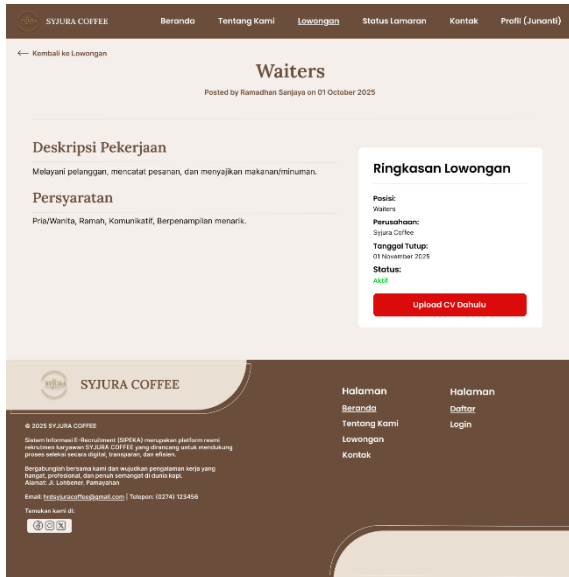 SYJURA COFFEE
Beranda
Tentang Kami
Lowongan
Status Lamaran
Kontak
Profil (Junanti)
← Kembali ke Lowongan
Waiters
Posted by Ramadhan Sanjaya on 01 October 2025
Deskripsi Pekerjaan
Melayani pelanggan, mencatat pesanan, dan menyajikan makanan/minuman.
Persyaratan
Pria/Wanita, Ramah, Komunikatif, Berpenampilan menarik.
Ringkasan Lowongan
Posisi:
Waiters
Perusahaan:
Syjura Coffee
Tanggal Tutup:
01 November 2025
Status:
Aktif
Upload CV Dahulu
SYJURA COFFEE
© 2025 SYJURA COFFEE
Sistem Informasi E-Recruitment (SIPEKA) merupakan platform resmi
rekrutmen karyawan SYJURA COFFEE yang dirancang untuk mendukung
proses seleksi secara digital, transparan, dan efisien.
Bergabunglah bersama kami dan wujudkan pengalaman kerja yang
hangat, profesional, dan penuh semangat di dunia kopi.
Alamat: Jl. Lohbener, Pamayahan
Email: hrdsyjuracoffee@gmail.com | Telepon: (0274) 123456
Temukan kami di:
Halaman
Beranda
Tentang Kami
Lowongan
Kontak
Halaman
Daftar
Login